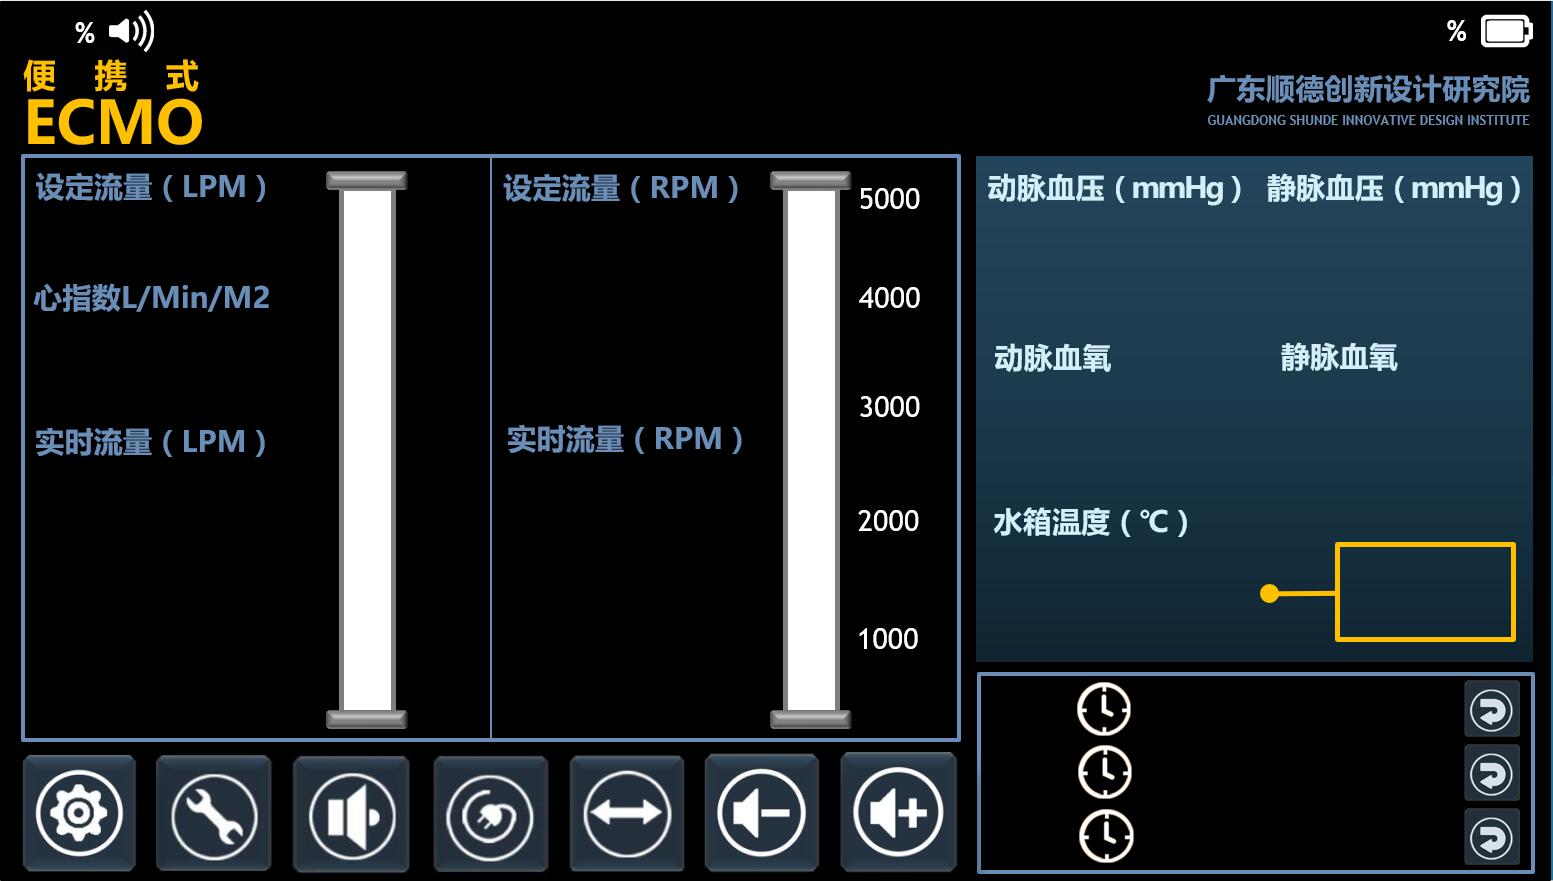 %
%
便 携 式
ECMO
广东顺德创新设计研究院
GUANGDONG SHUNDE INNOVATIVE DESIGN INSTITUTE
设定流量（LPM）
心指数L/Min/M2
实时流量（LPM）
设定流量（RPM）
实时流量（RPM）
5000
4000
3000
2000
1000
动脉血压（mmHg）
静脉血压（mmHg）
动脉血氧
静脉血氧
水箱温度（℃）